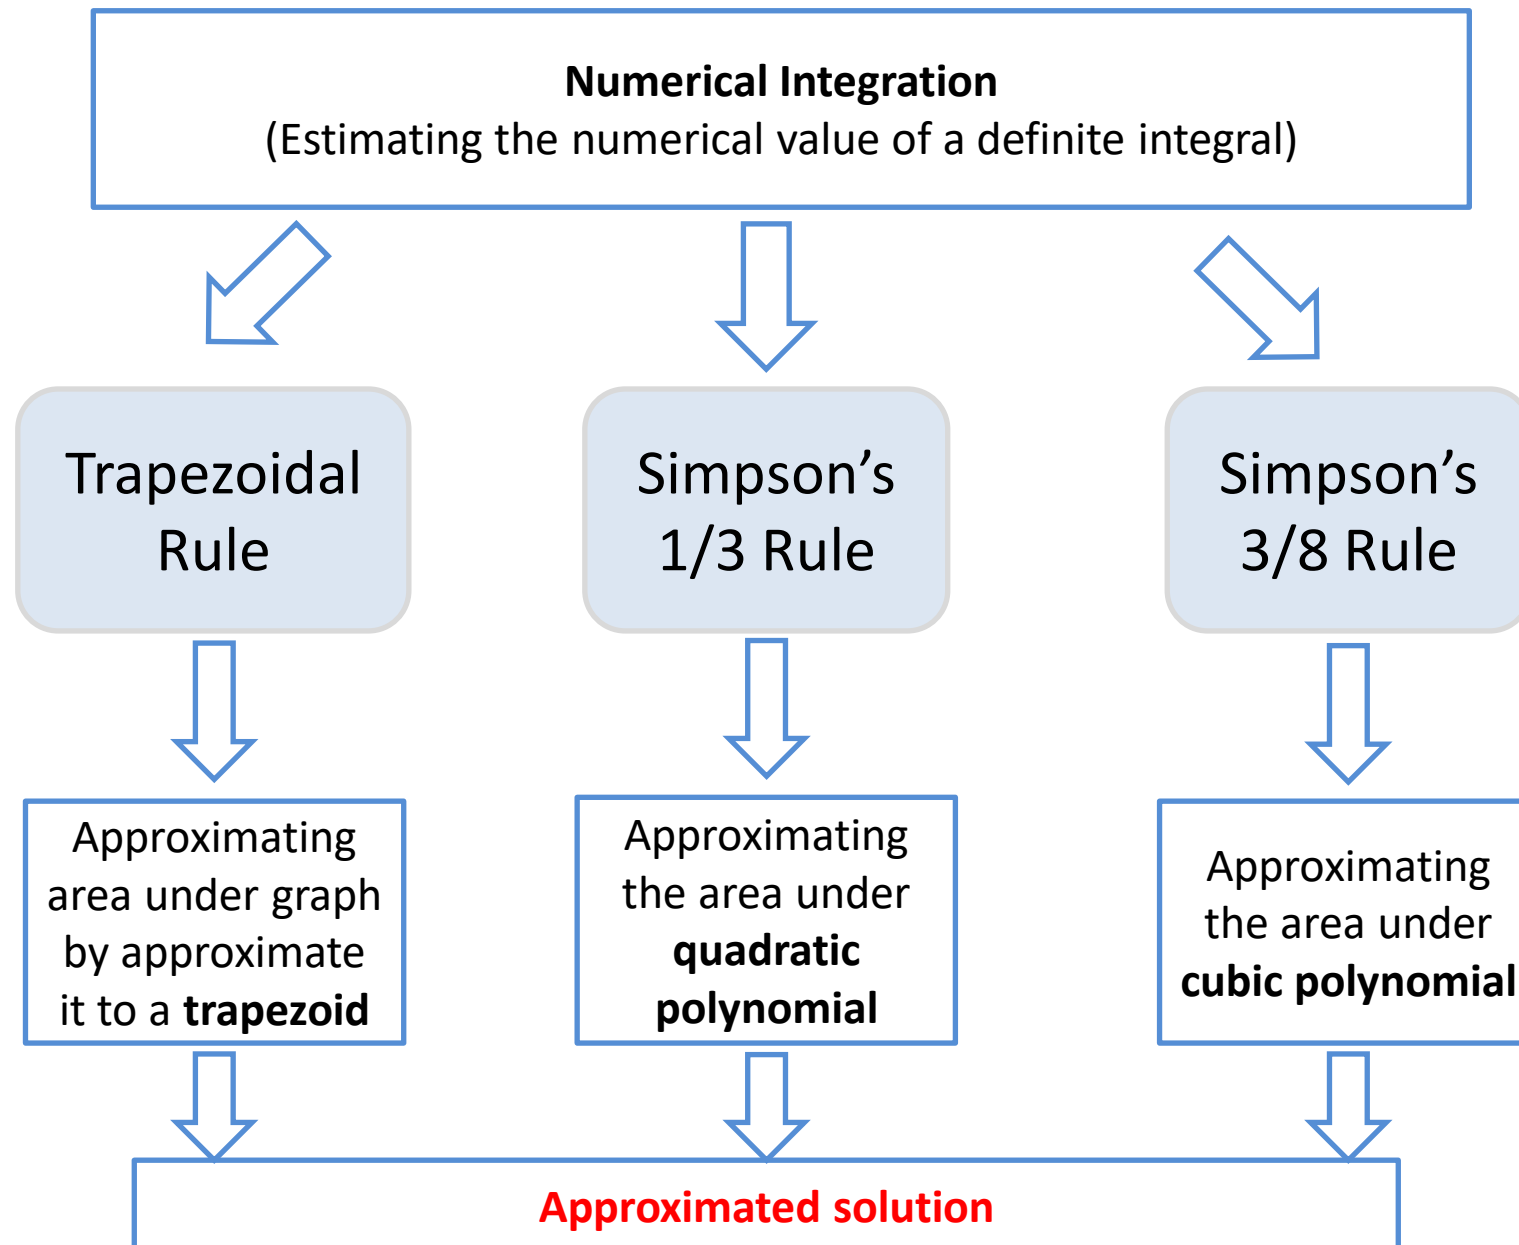 Numerical Integration
(Estimating the numerical value of a definite integral)
Trapezoidal
Rule
Simpson’s
1/3 Rule
Simpson’s
3/8 Rule
Approximating
area under graph
by approximate
it to a trapezoid
Approximating
the area under
quadratic
polynomial
Approximating
the area under
cubic polynomial
Approximated solution